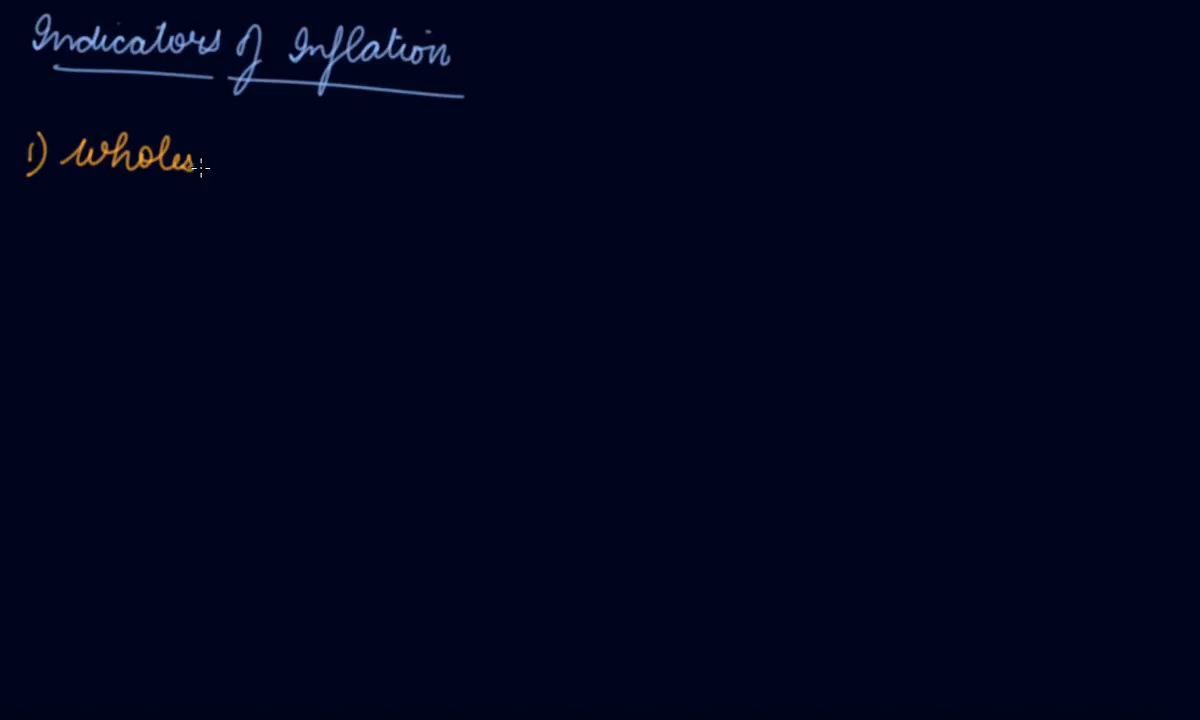 Indicators of Inflation
1) wholes